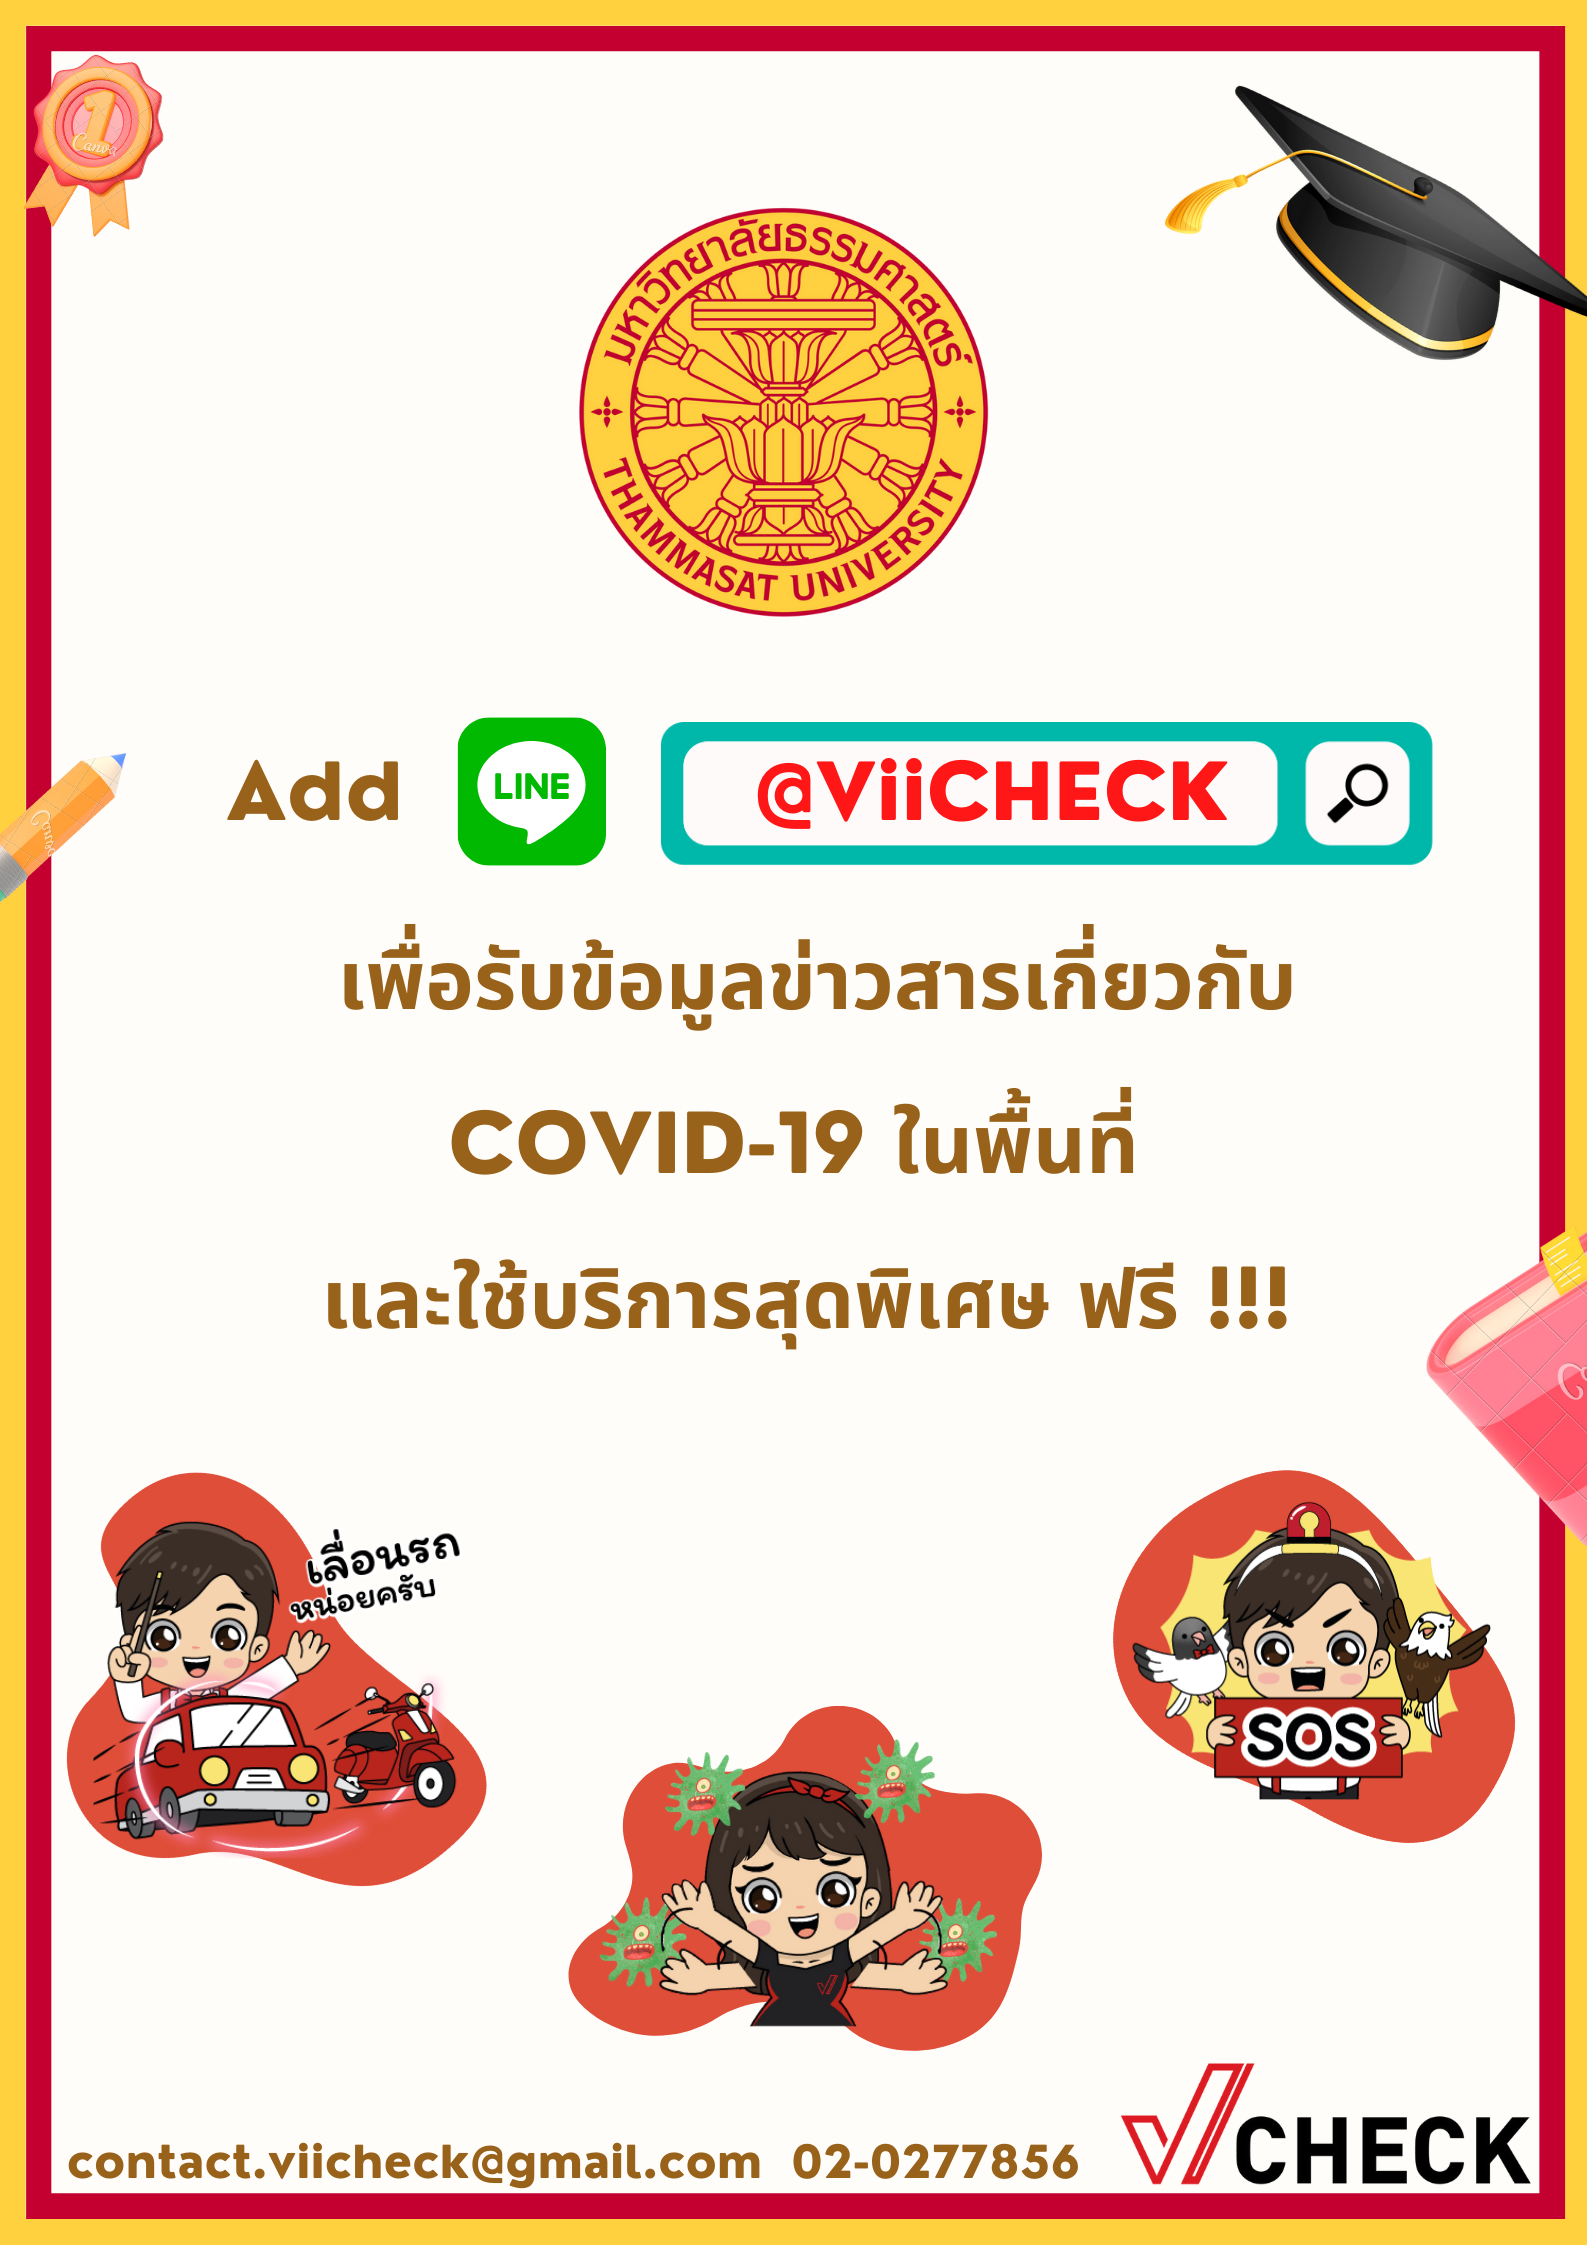 1
Canva
มหาวิทยาลัยธรรมศาสตร์
THAMMASAT UNIVERSITY
Add LINE @ViiCHECK
Canva
เพื่อรับข้อมูลข่าวสารเกี่ยวกับ
COVID-19 ในพื้นที่
และใช้บริการสุดพิเศษ ฟรี !!!
เลื่อนรถ
หน่อยครับ
SOS
contact.viicheck@gmail.com 02-0277856
ViCHECK